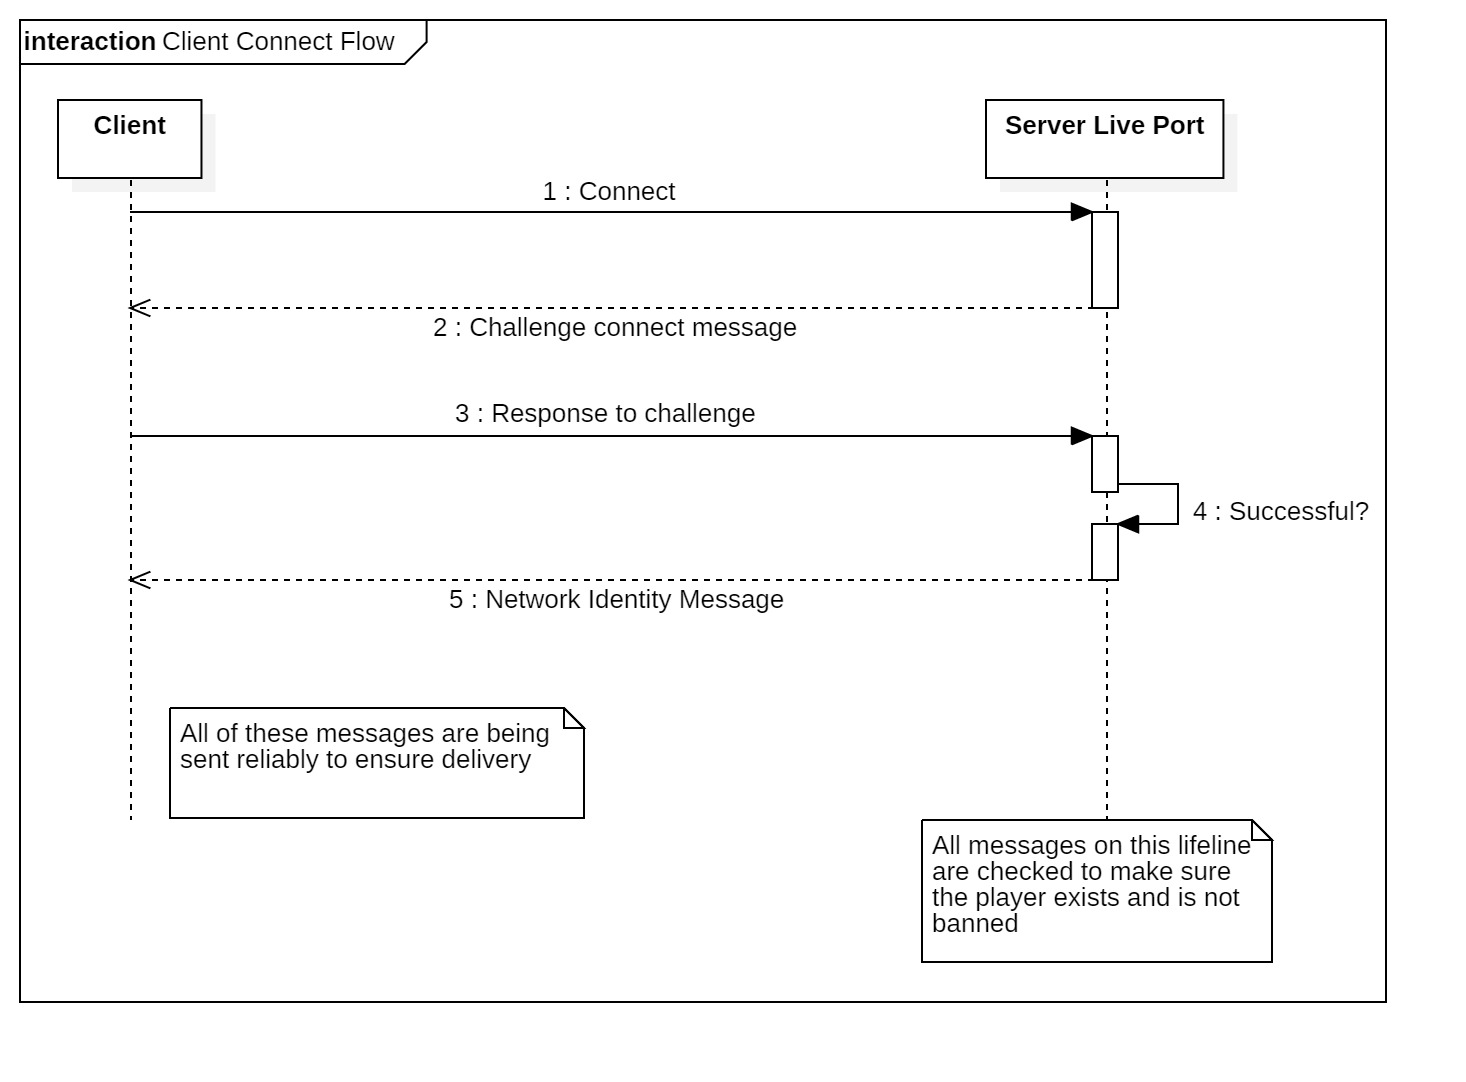 interaction Client Connect Flow
Client
Server Live Port
1 : Connect
2 : Challenge connect message
3 : Response to challenge
4 : Successful?
5 : Network Identity Message
All of these messages are being
sent reliably to ensure delivery
All messages on this lifeline
are checked to make sure
the player exists and is not
banned